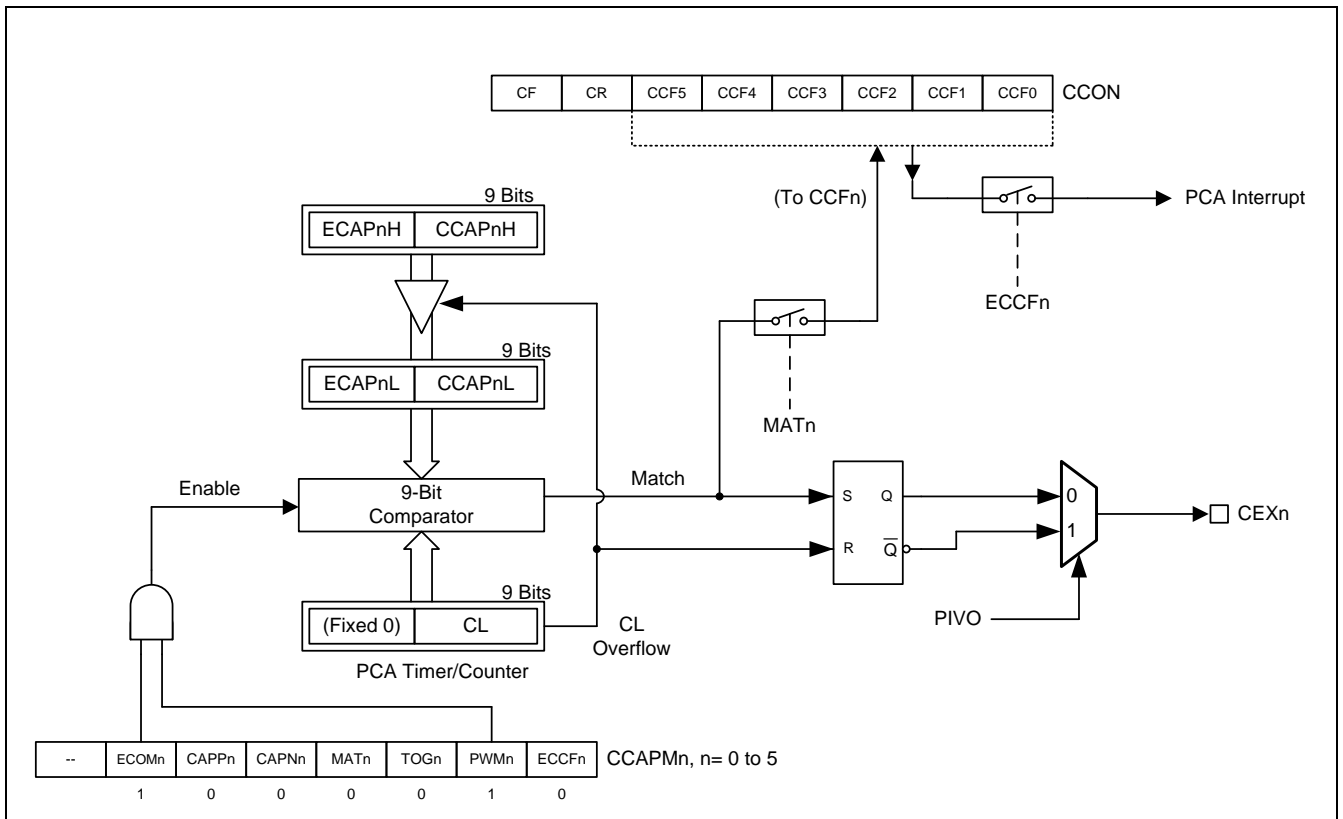 CF CR CCF5 CCF4 CCF3 CCF2 CCF1 CCF0 CCON
(To CCFn)
PCA Interrupt
ECCFn
9 Bits
ECAPnH CCAPnH
9 Bits
ECAPnL CCAPnL
MATn
Enable
9-Bit
Comparator
Match
S Q
R Q
0
1
CEXn
PIVO
9 Bits
(Fixed 0) CL
CL
Overflow
PCA Timer/Counter
-- ECOMn CAPPn CAPNn MATn TOGn PWMn ECCFn CCAPMn, n= 0 to 5
1 0 0 0 0 1 0